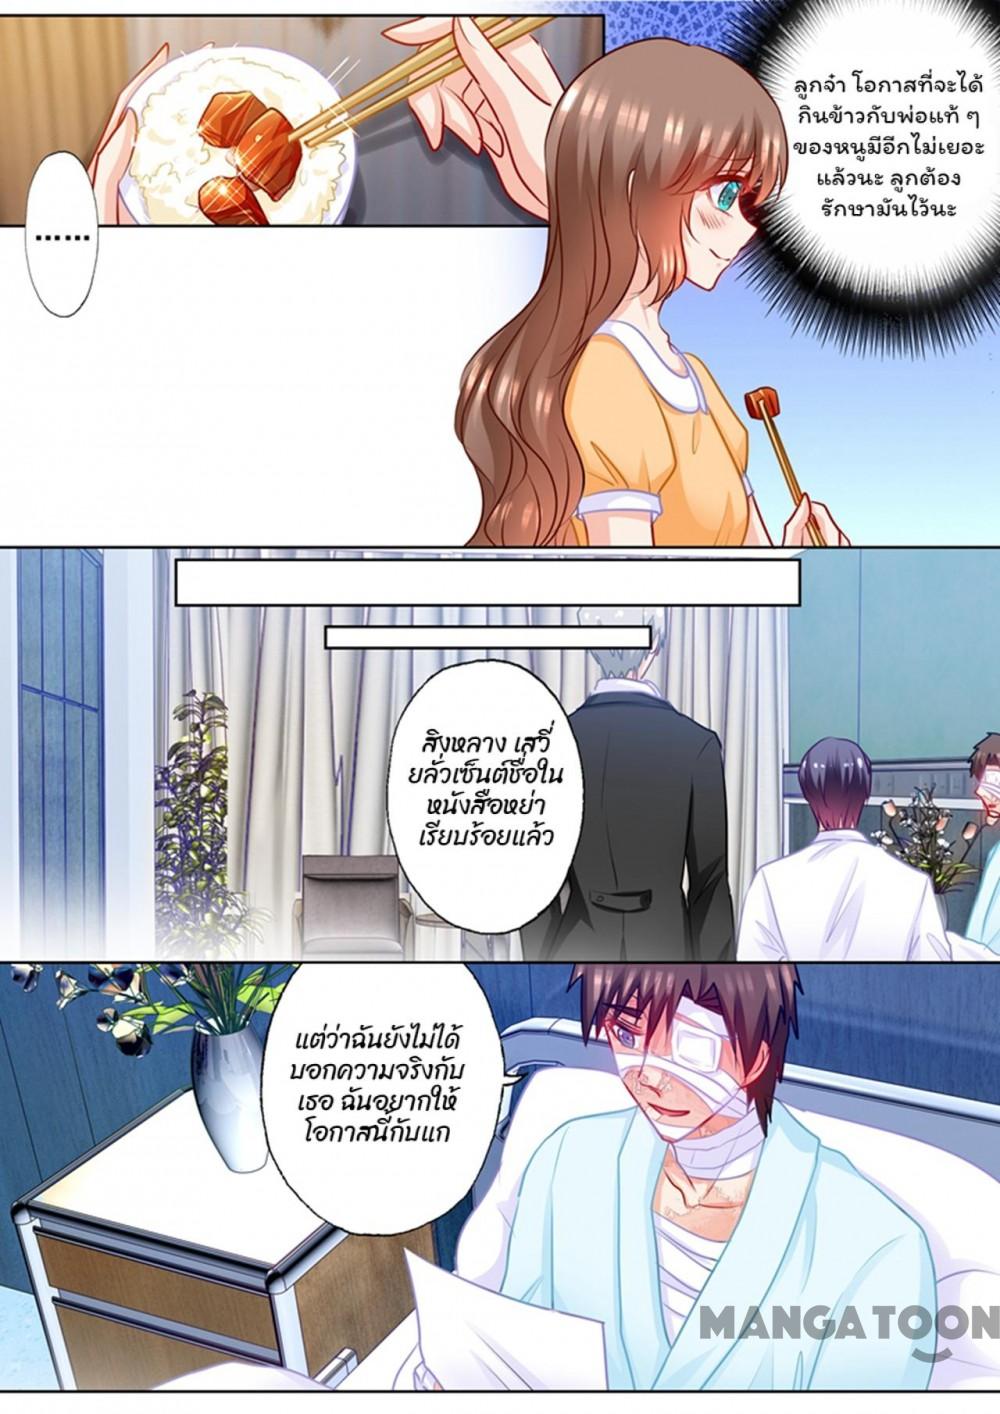 ลูกจ๋า โอกาสที่จะได้
กินข้าวกับพ่อแท้ ๆ
ของหนูมีอีกไม่เยอะ
แล้วนะ ลูกต้อง
รักษามันไว้นะ
......
สิงหลาง เสวี่
ยลั่วเซ็นต์ชื่อใน
หนังสือหย่า
เรียบร้อยแล้ว
แต่ว่าฉันยังไม่ได้
บอกความจริงกับ
เธอ ฉันอยากให้
โอกาสนี้กับแก
MANGATOON